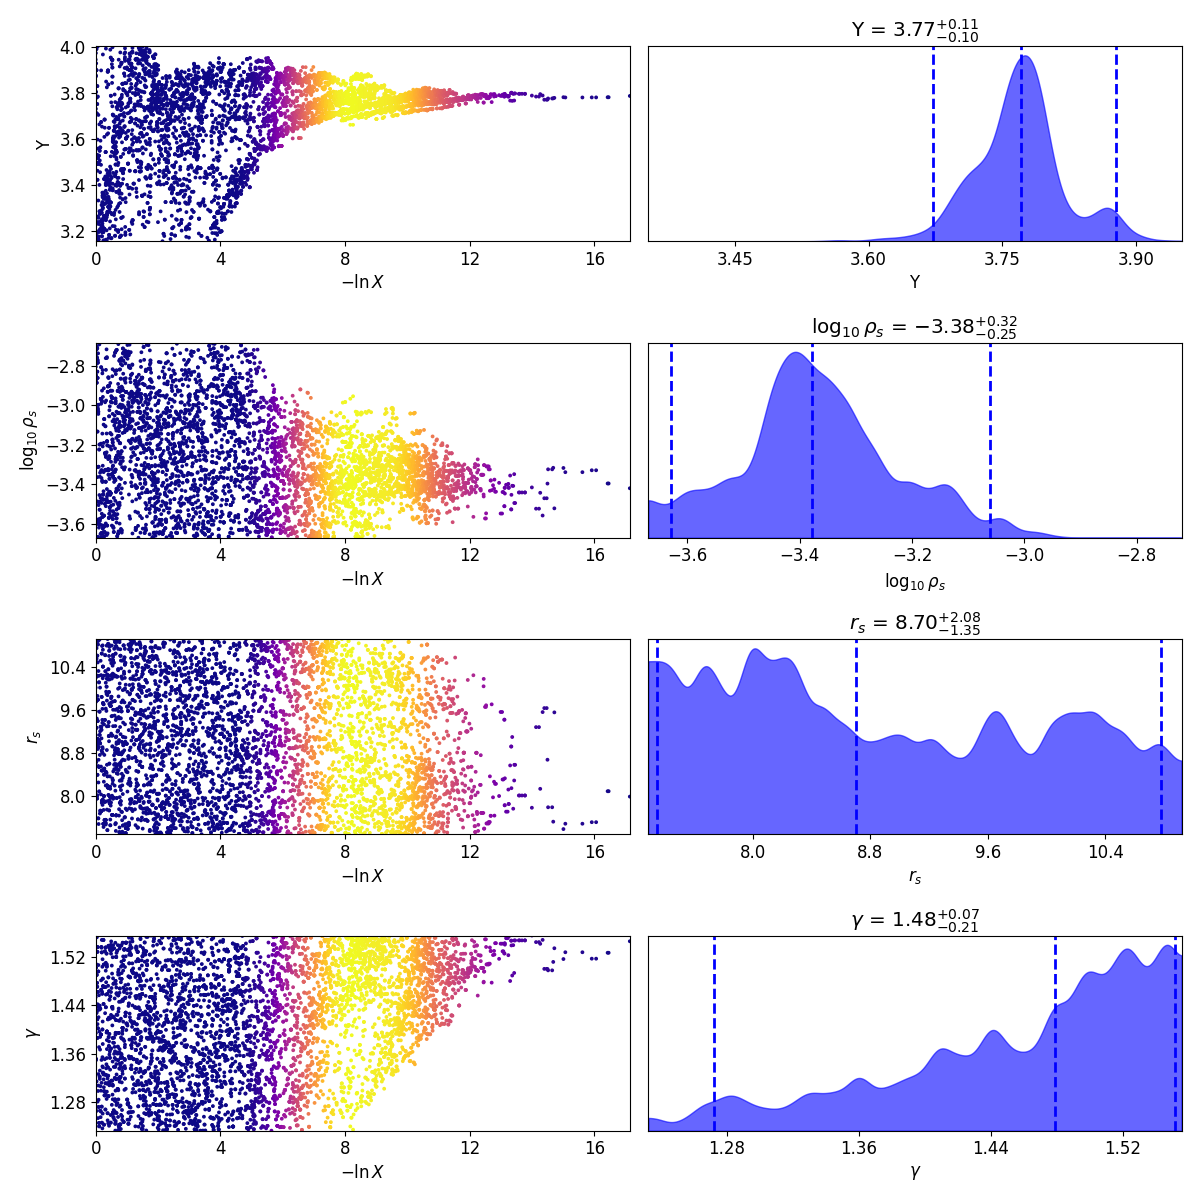 Y = 3.77+0.11−0.10
4.0
3.8
3.6
3.4
3.2
Y
0 4 8 12 16
−ln X
3.45 3.60 3.75 3.90
Y
log10 ρs = −3.38+0.32−0.25
−2.8
−3.0
−3.2
−3.4
−3.6
log10 ρs
0 4 8 12 16
−ln X
−3.6 −3.4 −3.2 −3.0 −2.8
log10 ρs
rs = 8.70+2.08−1.35
10.4
9.6
8.8
8.0
rs
0 4 8 12 16
−ln X
8.0 8.8 9.6 10.4
rs
γ = 1.48+0.07−0.21
1.52
1.44
1.36
1.28
γ
0 4 8 12 16
−ln X
1.28 1.36 1.44 1.52
γ